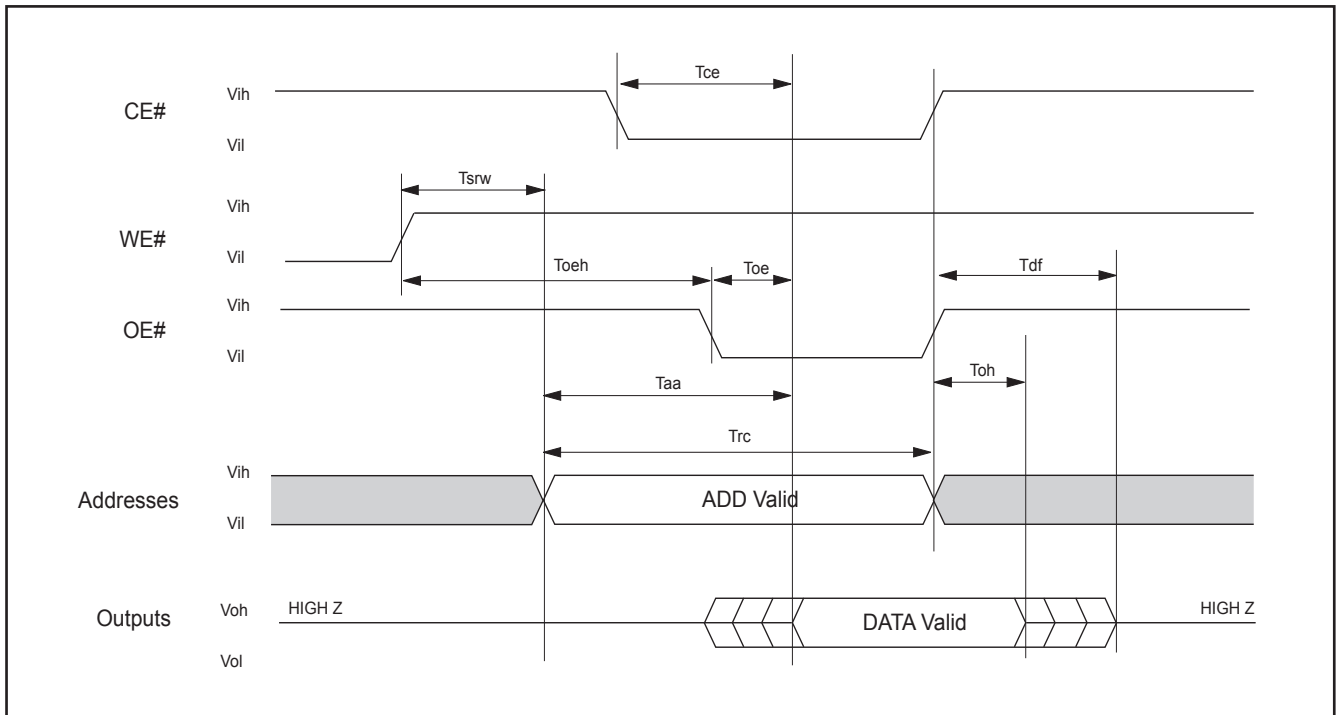 Tce
Vih
CE#
Vil
Tsrw
Vih
WE#
Vil
Toeh
Toe
Tdf
Vih
OE#
Vil
Toh
Taa
Trc
Vih
Addresses
ADD Valid
Vil
Outputs
Voh
HIGH Z
DATA Valid
HIGH Z
Vol